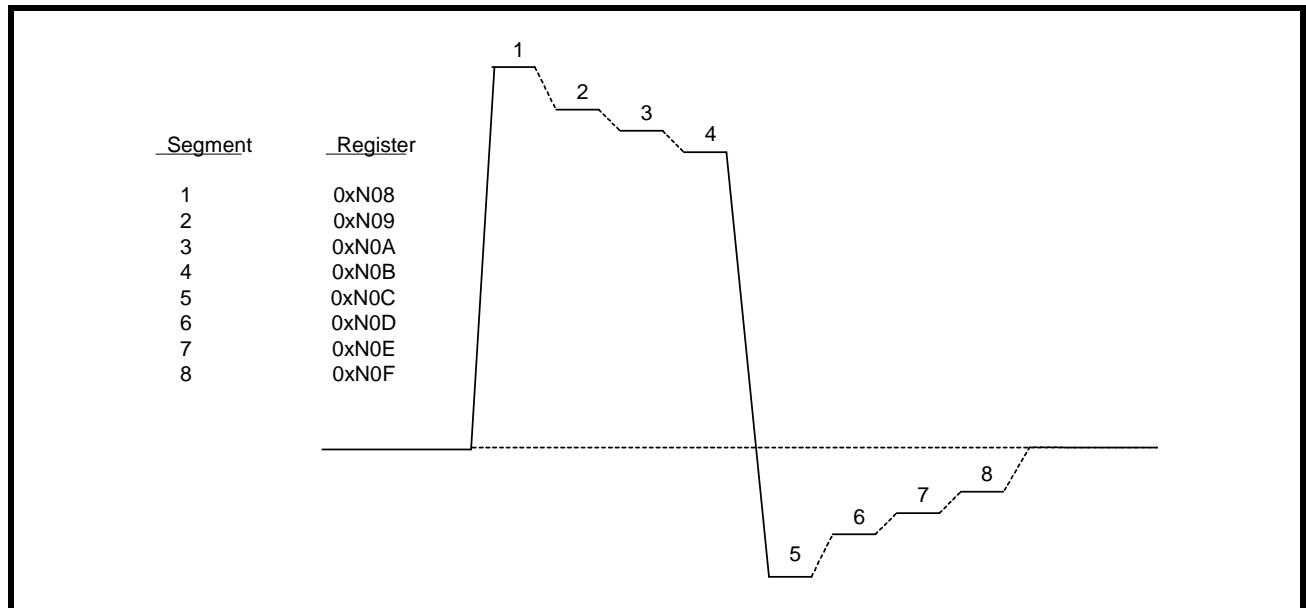 Segment Register
1 0xN08
2 0xN09
3 0xN0A
4 0xN0B
5 0xN0C
6 0xN0D
7 0xN0E
8 0xN0F
1
2
3
4
5
6
7
8